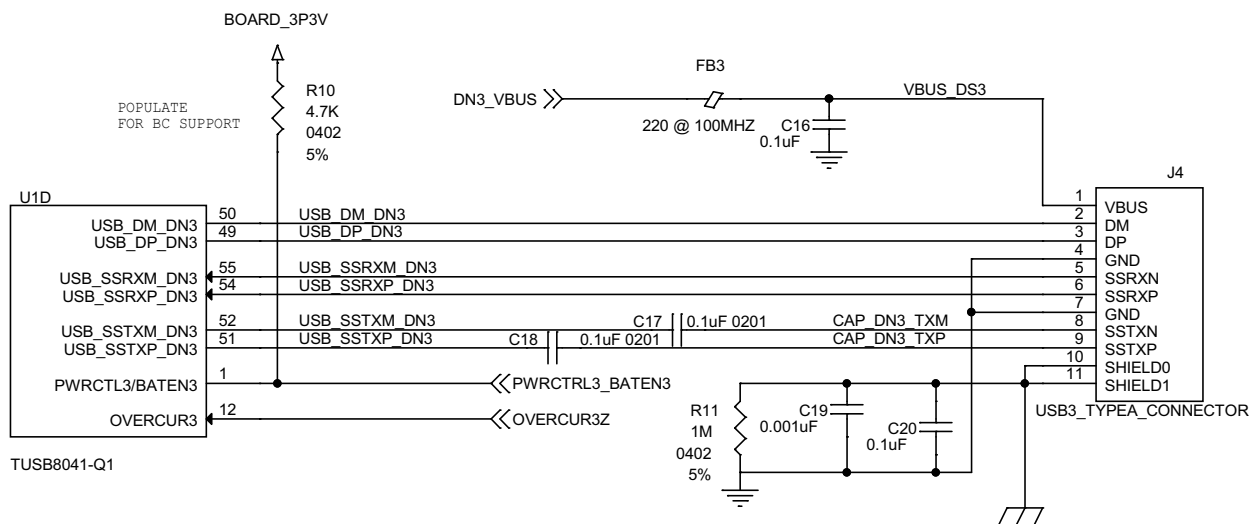 BOARD_3P3V
R10
4.7K
0402
5%
POPULATE
FOR BC SUPPORT
DN3_VBUS
FB3
220 @ 100MHZ
C16
0.1uF
VBUS_DS3
J4
U1D
USB_DM_DN3
50
USB_DM_DN3
USB_DP_DN3
49
USB_DP_DN3
USB_SSRXM_DN3
55
USB_SSRXM_DN3
USB_SSRXP_DN3
54
USB_SSRXP_DN3
USB_SSTXM_DN3
52
USB_SSTXM_DN3
C17
0.1uF 0201
CAP_DN3_TXM
USB_SSTXP_DN3
51
USB_SSTXP_DN3
C18
0.1uF 0201
CAP_DN3_TXP
PWRCTL3/BATEN3
1
PWRCTRL3_BATEN3
OVERCUR3
12
OVERCUR3Z
TUSB8041-Q1
1
VBUS
2
DM
3
DP
4
GND
5
SSRXN
6
SSRXP
7
GND
8
SSTXN
9
SSTXP
10
SHIELD0
11
SHIELD1
USB3_TYPEA_CONNECTOR
R11
1M
0402
5%
C19
0.001uF
C20
0.1uF